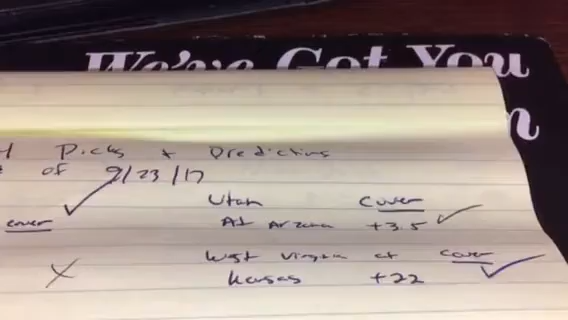 We've Got You
n
Picks + Predictions
of 9/23/17
Utah cover
cover At Arizona +3.5
West Virginia at cover
Kansas +22